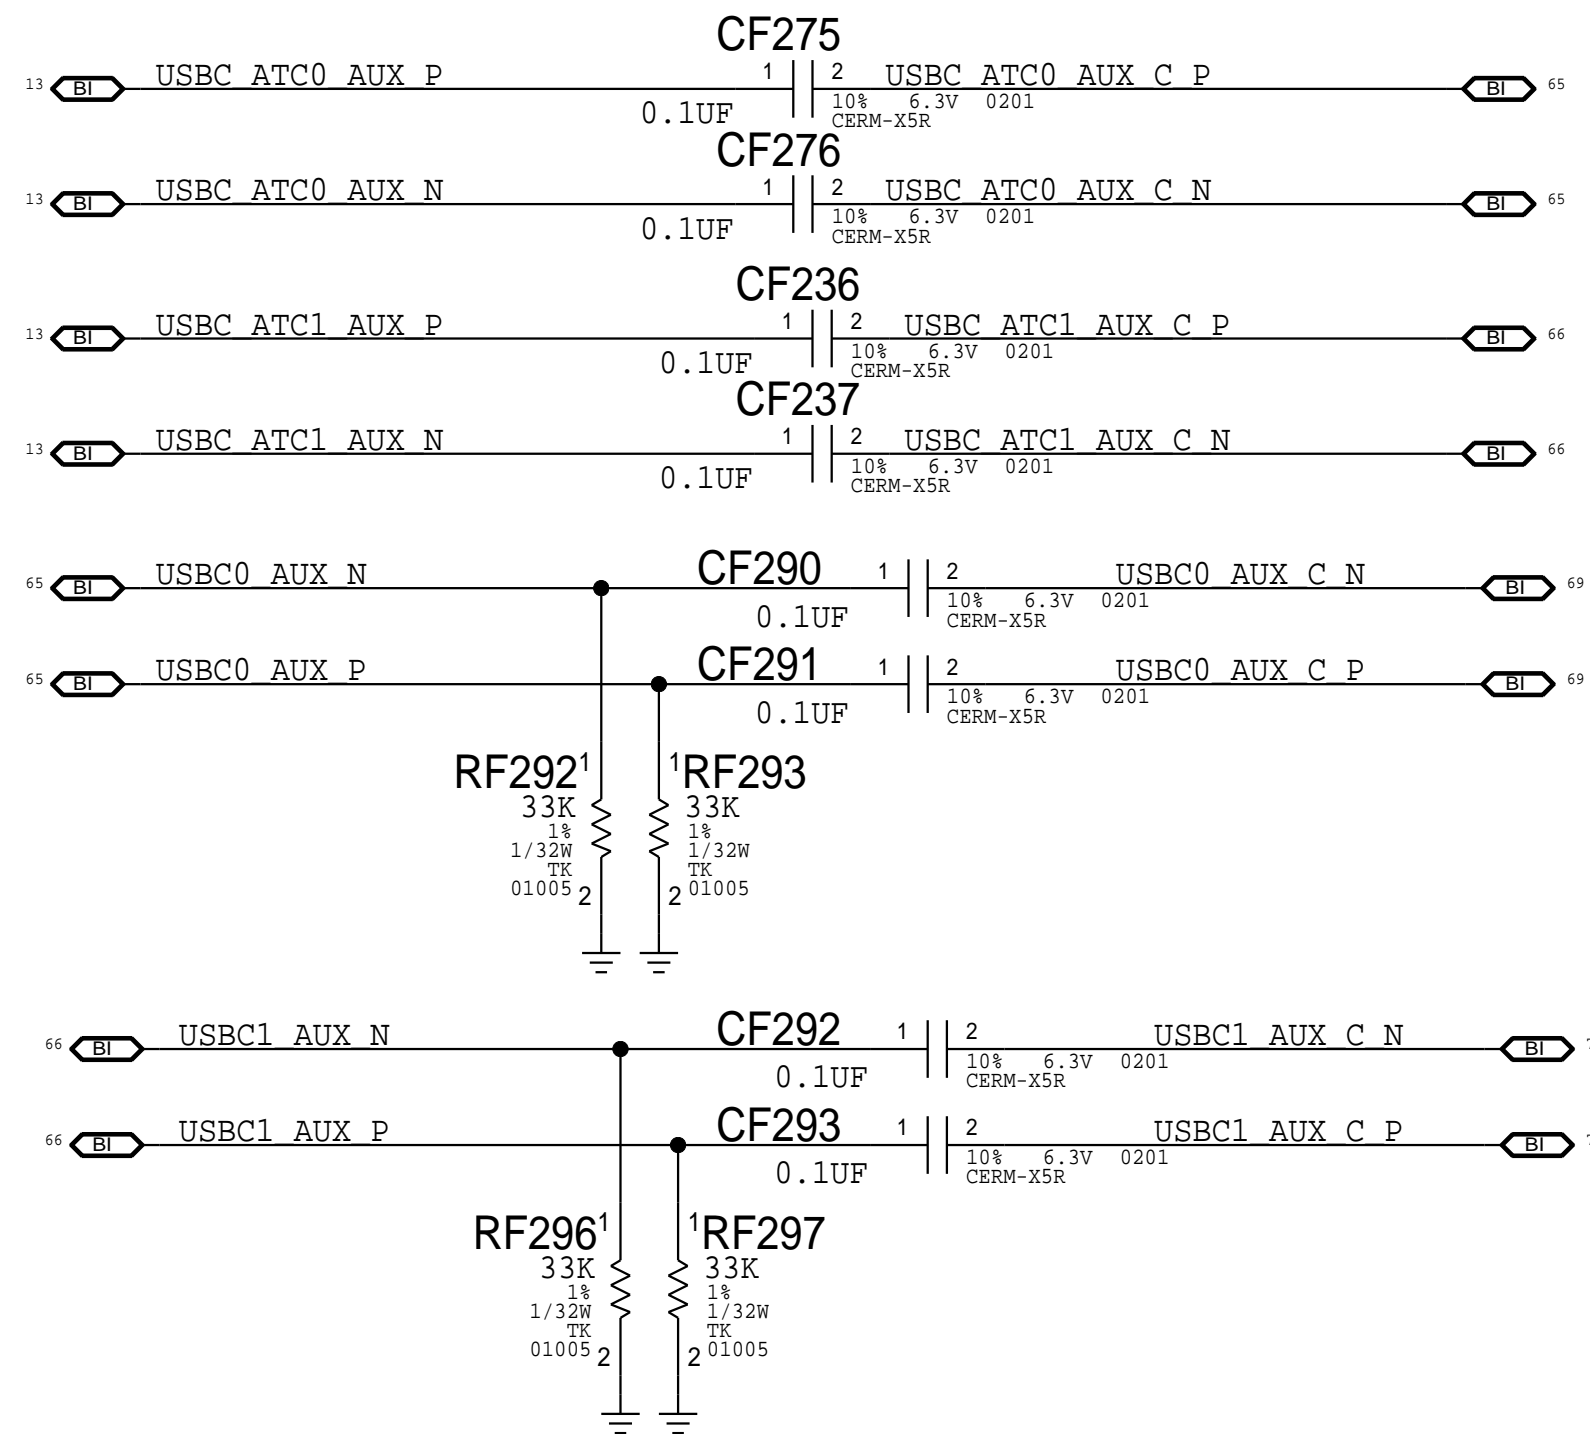 CF275
13 BI USBC_ATC0_AUX_P 1 2 USBC_ATC0_AUX_C_P BI 65
0.1UF 10% 6.3V 0201
CERM-X5R
CF276
13 BI USBC_ATC0_AUX_N 1 2 USBC_ATC0_AUX_C_N BI 65
0.1UF 10% 6.3V 0201
CERM-X5R
CF236
13 BI USBC_ATC1_AUX_P 1 2 USBC_ATC1_AUX_C_P BI 66
0.1UF 10% 6.3V 0201
CERM-X5R
CF237
13 BI USBC_ATC1_AUX_N 1 2 USBC_ATC1_AUX_C_N BI 66
0.1UF 10% 6.3V 0201
CERM-X5R
65 BI USBC0_AUX_N CF290 1 2 USBC0_AUX_C_N BI 69
0.1UF 10% 6.3V 0201
CERM-X5R
65 BI USBC0_AUX_P CF291 1 2 USBC0_AUX_C_P BI 69
0.1UF 10% 6.3V 0201
CERM-X5R
RF292 1 1 RF293
33K 33K
1% 1%
1/32W 1/32W
TK TK
01005 2 2 01005
66 BI USBC1_AUX_N CF292 1 2 USBC1_AUX_C_N BI
0.1UF 10% 6.3V 0201
CERM-X5R
66 BI USBC1_AUX_P CF293 1 2 USBC1_AUX_C_P BI
0.1UF 10% 6.3V 0201
CERM-X5R
RF296 1 1 RF297
33K 33K
1% 1%
1/32W 1/32W
TK TK
01005 2 2 01005